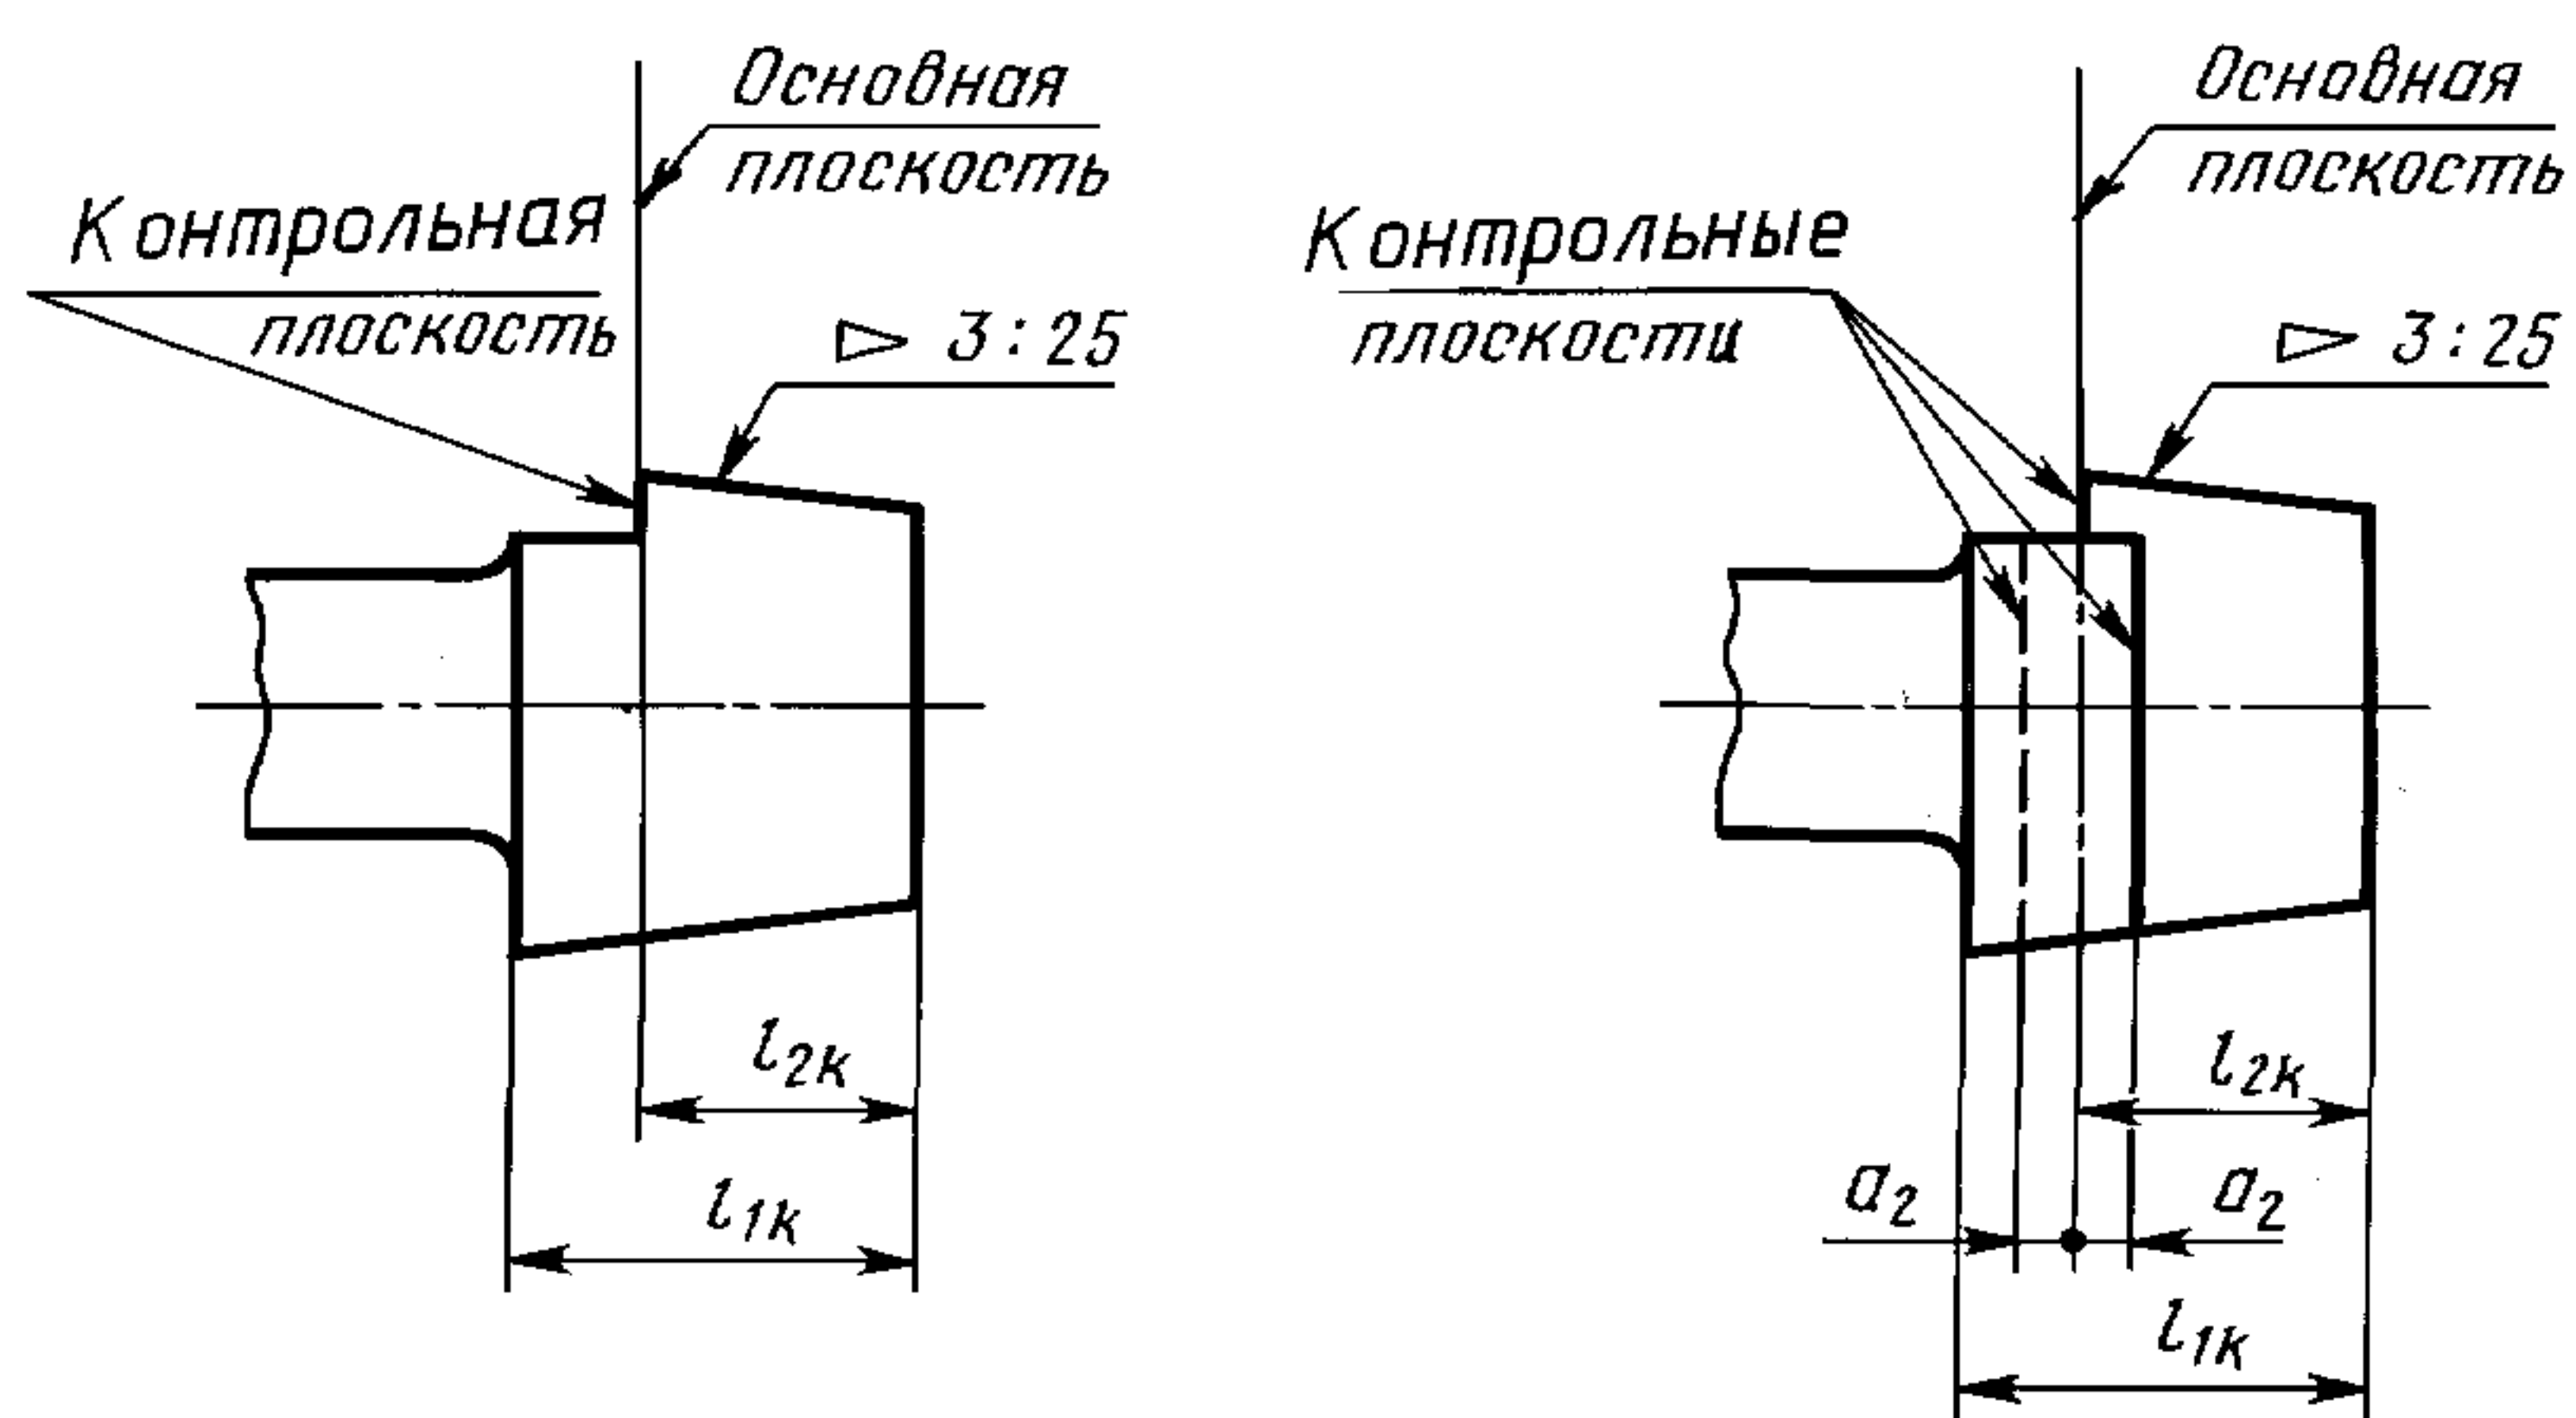 Основная
плоскость
Контрольная
плоскость
▷ 3:25
l2к
l1к
Основная
плоскость
Контрольные
плоскости
▷ 3:25
l2к
a2
a2
l1к